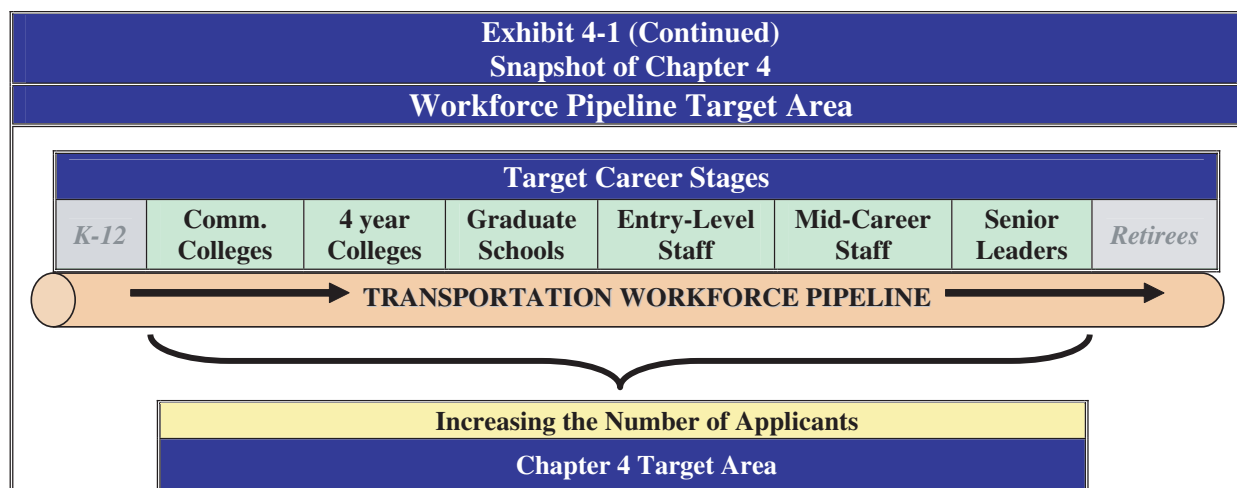 Exhibit 4-1 (Continued)
Snapshot of Chapter 4
Workforce Pipeline Target Area
Target Career Stages
K-12
Comm.
Colleges
4 year
Colleges
Graduate
Schools
Entry-Level
Staff
Mid-Career
Staff
Senior
Leaders
Retirees
TRANSPORTATION WORKFORCE PIPELINE
Increasing the Number of Applicants
Chapter 4 Target Area